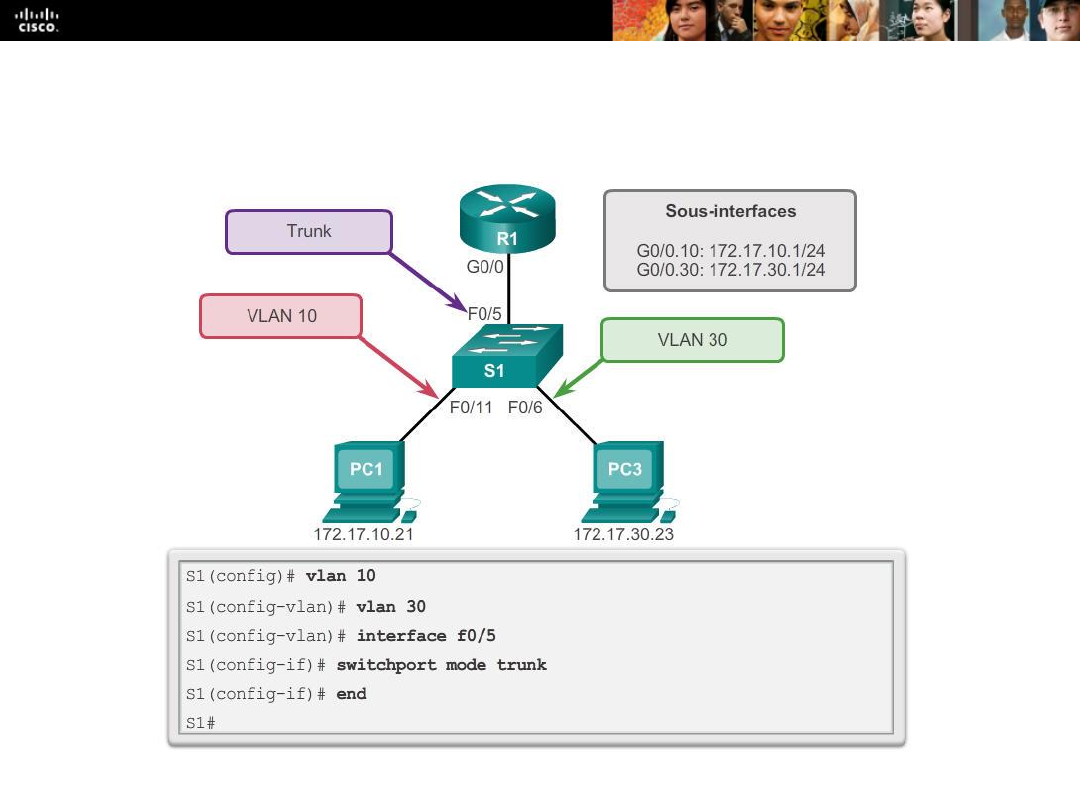 CISCO.
R1
G0/0
Trunk
Sous-interfaces
G0/0.10: 172.17.10.1/24
G0/0.30: 172.17.30.1/24
VLAN 10
F0/5
VLAN 30
S1
F0/11 F0/6
PC1
PC3
172.17.10.21
172.17.30.23
S1(config)# vlan 10
S1(config-vlan)# vlan 30
S1(config-vlan)# interface f0/5
S1(config-if)# switchport mode trunk
S1(config-if)# end
S1#